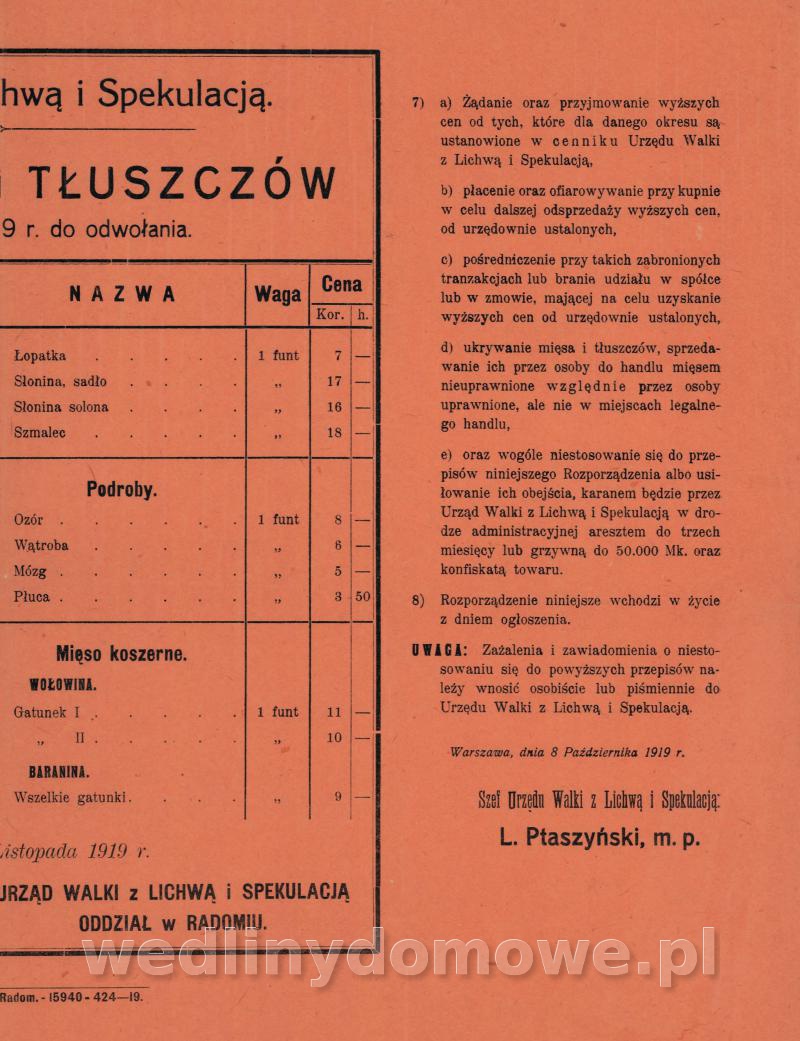 hwą i Spekulacją.
TŁUSZCZÓW
9 r. do odwołania.
NAZWA Waga Cena
Kor. h.
Łopatka . . . . . 1 funt 7 —
Słonina, sadło . . . . „ 17 —
Słonina solona . . . . „ 16 —
Szmalec . . . . . „ 18 —
Podroby.
Ozór . . . . . . 1 funt 8 —
Wątroba . . . . . „ 6 —
Mózg . . . . . . „ 5 —
Płuca . . . . . . „ 3 50
Mięso koszerne.
WOŁOWINA.
Gatunek I . . . . . 1 funt 11 —
„ II . . . . . „ 10 —
BARANINA.
Wszelkie gatunki. . . . „ 9 —
Listopada 1919 r.
URZĄD WALKI z LICHWĄ i SPEKULACJĄ
ODDZIAŁ w RADOMIU.
Radom. - 15940 - 424—19.
7) a) Żądanie oraz przyjmowanie wyższych
cen od tych, które dla danego okresu są
ustanowione w cenniku Urzędu Walki
z Lichwą i Spekulacją,
b) płacenie oraz ofiarowywanie przy kupnie
w celu dalszej odsprzedaży wyższych cen,
od urzędownie ustalonych,
c) pośredniczenie przy takich zabronionych
tranzakcjach lub branie udziału w spółce
lub w zmowie, mającej na celu uzyskanie
wyższych cen od urzędownie ustalonych,
d) ukrywanie mięsa i tłuszczów, sprzeda-
wanie ich przez osoby do handlu mięsem
nieuprawnione względnie przez osoby
uprawnione, ale nie w miejscach legalne-
go handlu,
e) oraz wogóle niestosowanie się do prze-
pisów niniejszego Rozporządzenia albo usi-
łowanie ich obejścia, karanem będzie przez
Urząd Walki z Lichwą i Spekulacją w dro-
dze administracyjnej aresztem do trzech
miesięcy lub grzywną do 50.000 Mk. oraz
konfiskatą towaru.
8) Rozporządzenie niniejsze wchodzi w życie
z dniem ogłoszenia.
UWAGA: Zażalenia i zawiadomienia o niesto-
sowaniu się do powyższych przepisów na-
leży wnosić osobiście lub piśmiennie do
Urzędu Walki z Lichwą i Spekulacją.
Warszawa, dnia 8 Października 1919 r.
Szef Urzędu Walki z Lichwą i Spekulacją:
L. Ptaszyński, m. p.
wedlinydomowe.pl